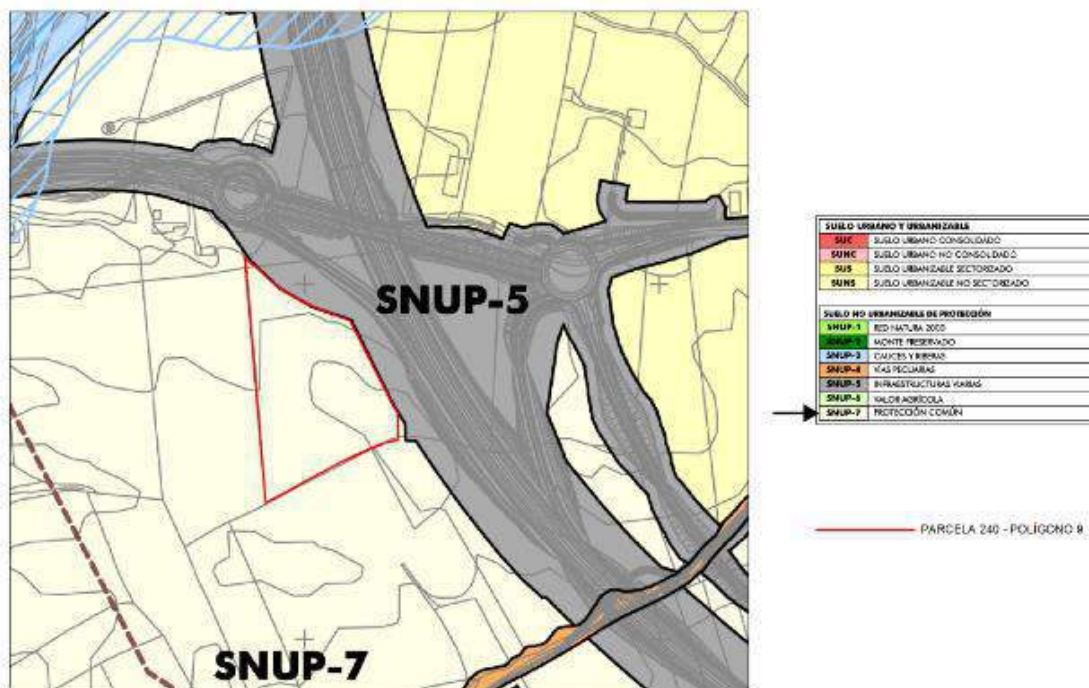 SNUP-5
SNUP-7
SUELO URBANO Y URBANIZABLE
SUC SUELO URBANO CONSOLIDADO
SUNC SUELO URBANO NO CONSOLIDADO
SUS SUELO URBANIZABLE SECTORIZADO
SUNS SUELO URBANIZABLE NO SECTORIZADO
SUELO NO URBANIZABLE DE PROTECCIÓN
SNUP-1 RED NATURA 2000
SNUP-2 MONTE PRESERVADO
SNUP-3 CAUCES Y RIBERAS
SNUP-4 VÍAS PECUARIAS
SNUP-5 INFRAESTRUCTURAS VIARIAS
SNUP-6 VALOR AGRÍCOLA
SNUP-7 PROTECCIÓN COMÚN
PARCELA 240 - POLÍGONO 9